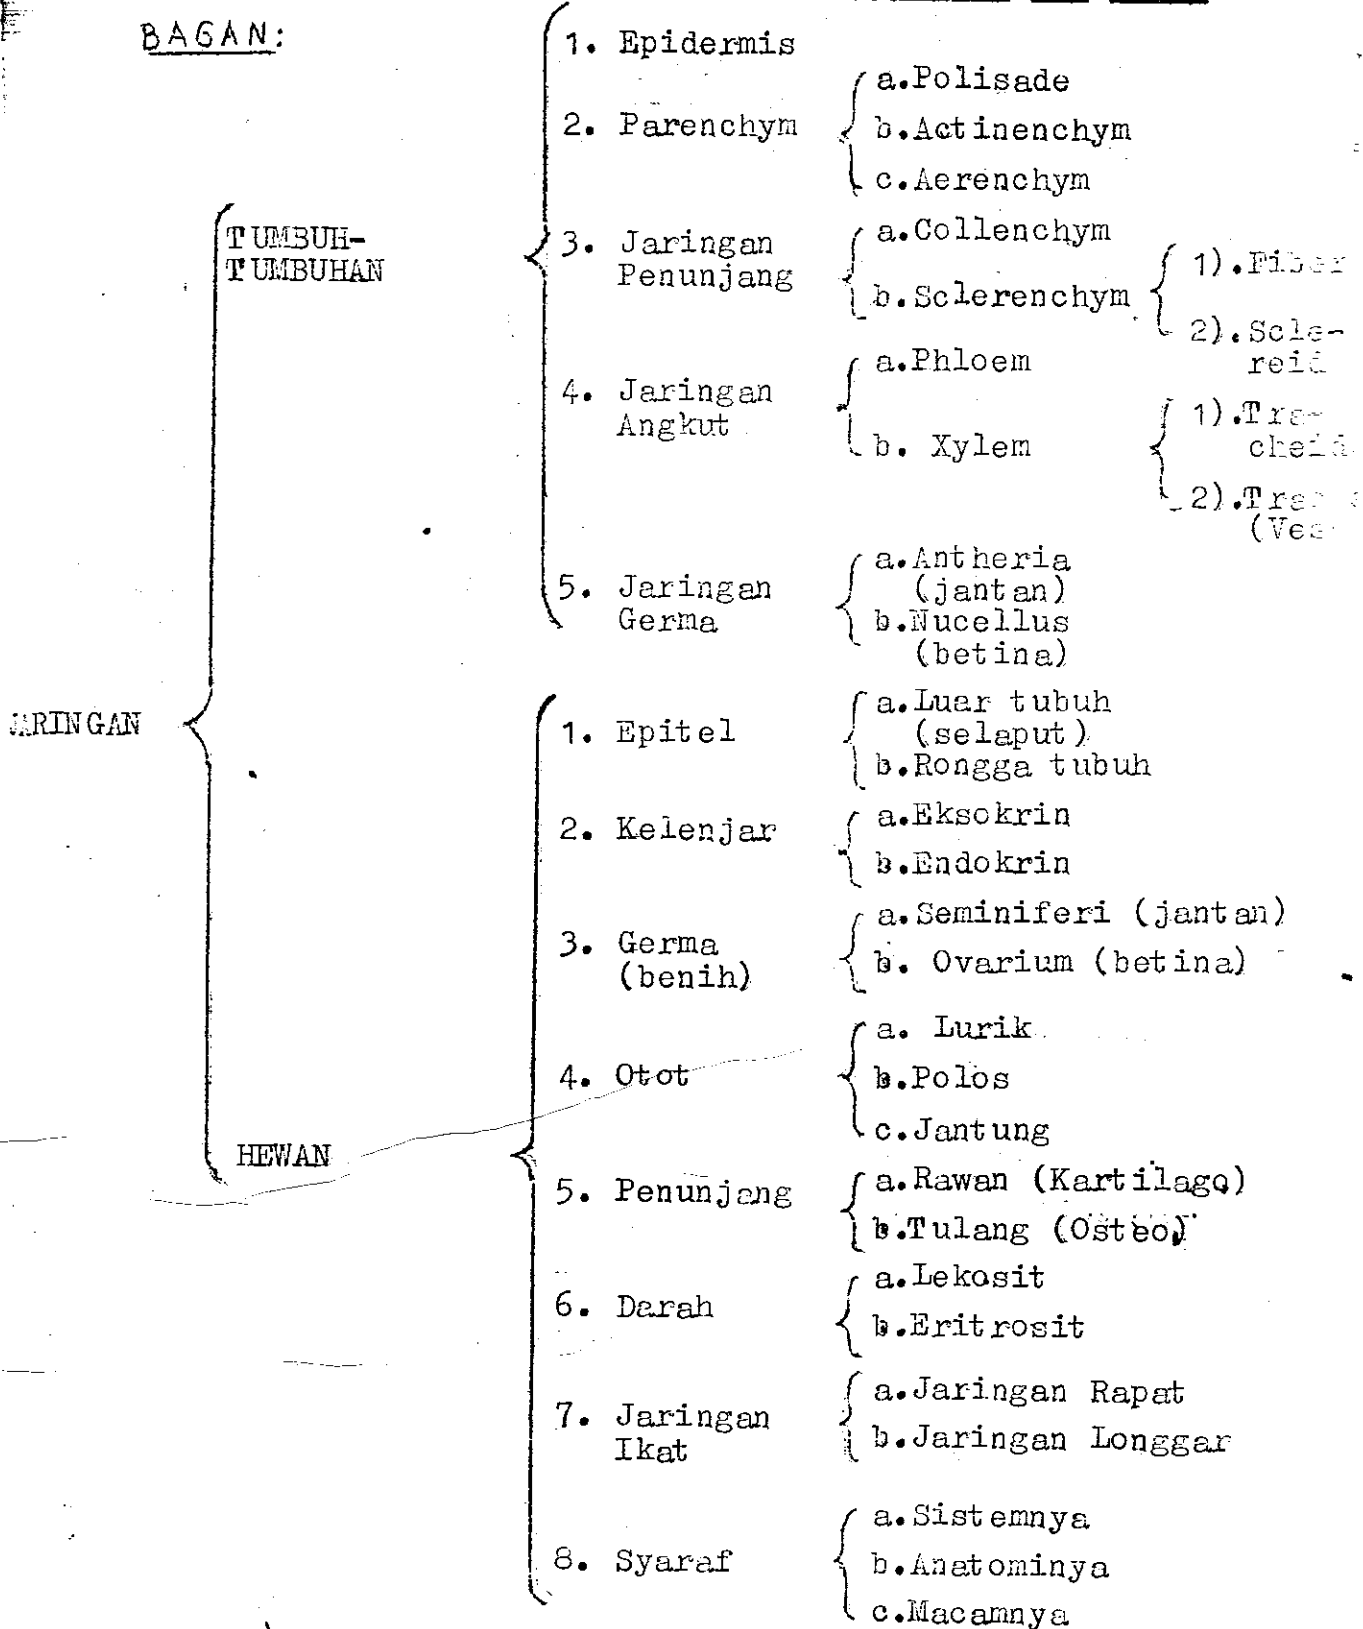 BAGAN:
1. Epidermis
2. Parenchym
a.Polisade
b.Actinenchym
c.Aerenchym
TUMBUH-
TUMBUHAN
3. Jaringan
Penunjang
a.Collenchym
b.Sclerenchym
1).Fiber
2).Scle-
reid
4. Jaringan
Angkut
a.Phloem
b. Xylem
1).Tra-
cheid
2).
5. Jaringan
Germa
a.Antheria
(jantan)
b.Nucellus
(betina)
JARINGAN
1. Epitel
a.Luar tubuh
(selaput)
b.Rongga tubuh
2. Kelenjar
a.Eksokrin
b.Endokrin
3. Germa
(benih)
a.Seminiferi (jantan)
b. Ovarium (betina)
4. Otot
a. Lurik
b.Polos
c.Jantung
HEWAN
5. Penunjang
a.Rawan (Kartilago)
b.Tulang (Osteo)
6. Darah
a.Lekosit
b.Eritrosit
7. Jaringan
Ikat
a.Jaringan Rapat
b.Jaringan Longgar
8. Syaraf
a.Sistemnya
b.Anatominya
c.Macamnya